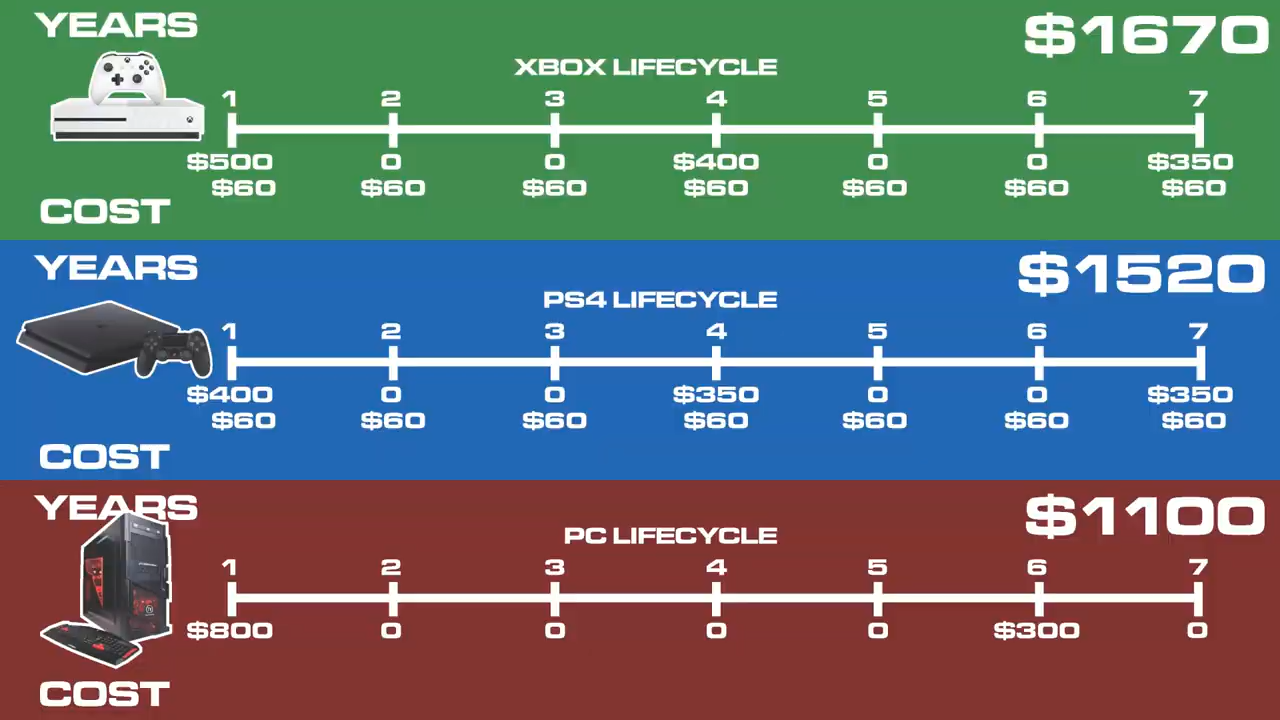 YEARS
$1670
XBOX LIFECYCLE
1 2 3 4 5 6 7
$500 0 0 $400 0 0 $350
$60 $60 $60 $60 $60 $60 $60
COST
YEARS
$1520
PS4 LIFECYCLE
1 2 3 4 5 6 7
$400 0 0 $350 0 0 $350
$60 $60 $60 $60 $60 $60 $60
COST
YEARS
$1100
PC LIFECYCLE
1 2 3 4 5 6 7
$800 0 0 0 0 $300 0
COST